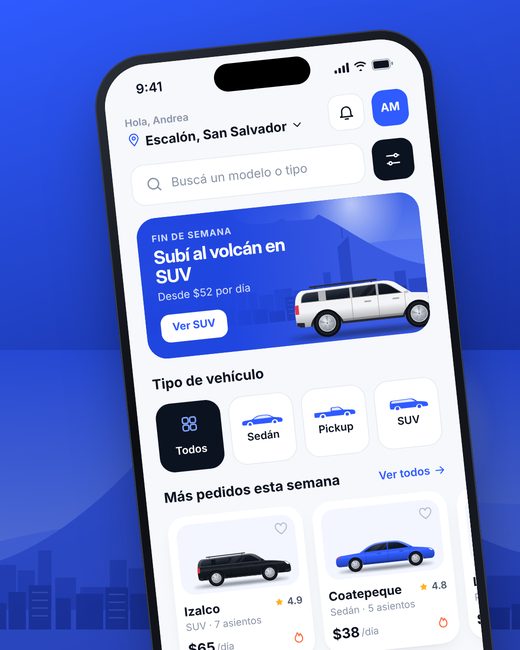 9:41
Hola, Andrea
Escalón, San Salvador
AM
Buscá un modelo o tipo
FIN DE SEMANA
Subí al volcán en
SUV
Desde $52 por día
Ver SUV
Tipo de vehículo
Todos
Sedán
Pickup
SUV
Más pedidos esta semana
Ver todos →
Izalco
4.9
SUV · 7 asientos
$65/día
Coatepeque
4.8
Sedán · 5 asientos
$38/día